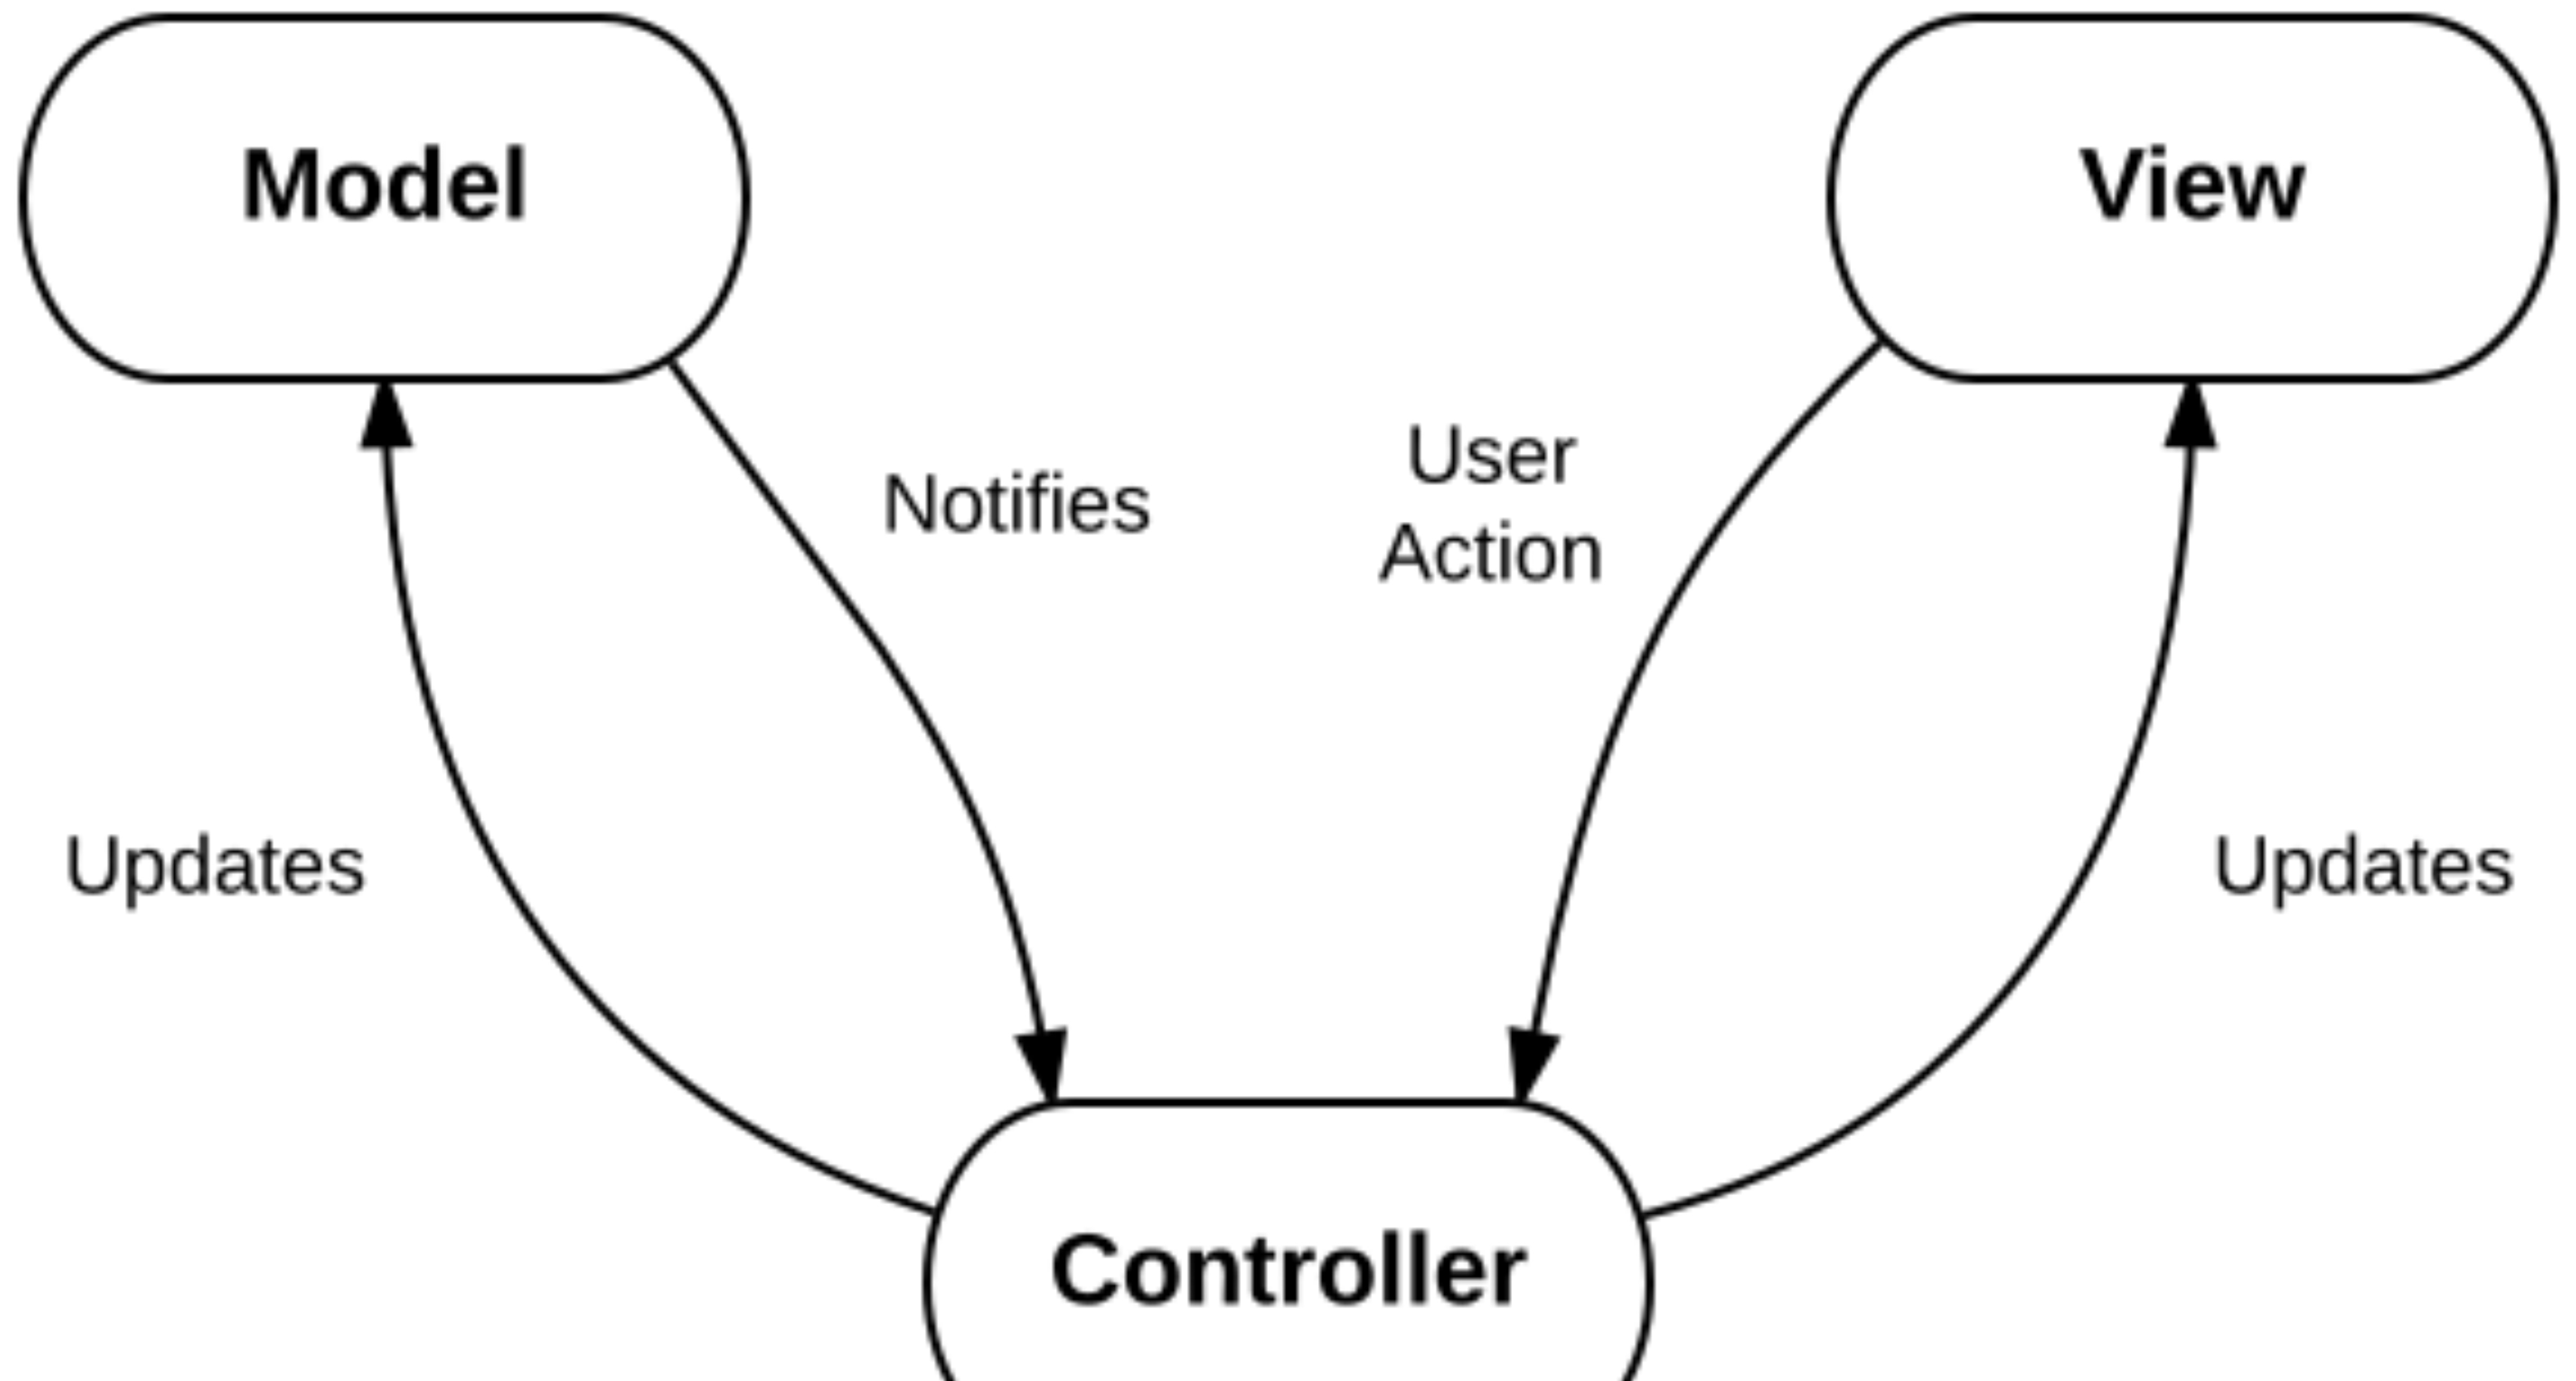 Model
View
Notifies
User
Action
Updates
Updates
Controller